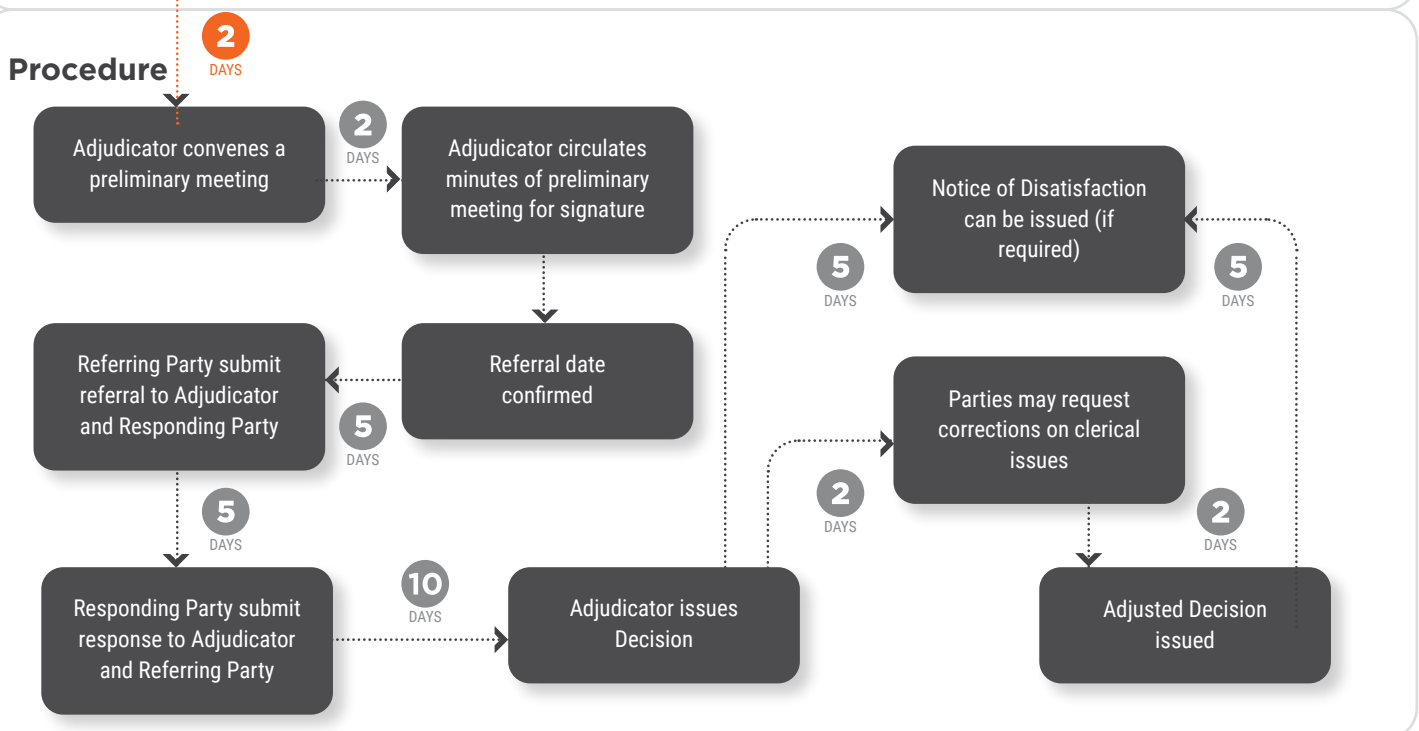 2
DAYS
Procedure
Adjudicator convenes a
preliminary meeting
2
DAYS
Adjudicator circulates
minutes of preliminary
meeting for signature
Referral date
confirmed
5
DAYS
Referring Party submit
referral to Adjudicator
and Responding Party
5
DAYS
Responding Party submit
response to Adjudicator
and Referring Party
10
DAYS
Adjudicator issues
Decision
5
DAYS
Notice of Disatisfaction
can be issued (if
required)
5
DAYS
2
DAYS
Parties may request
corrections on clerical
issues
2
DAYS
Adjusted Decision
issued